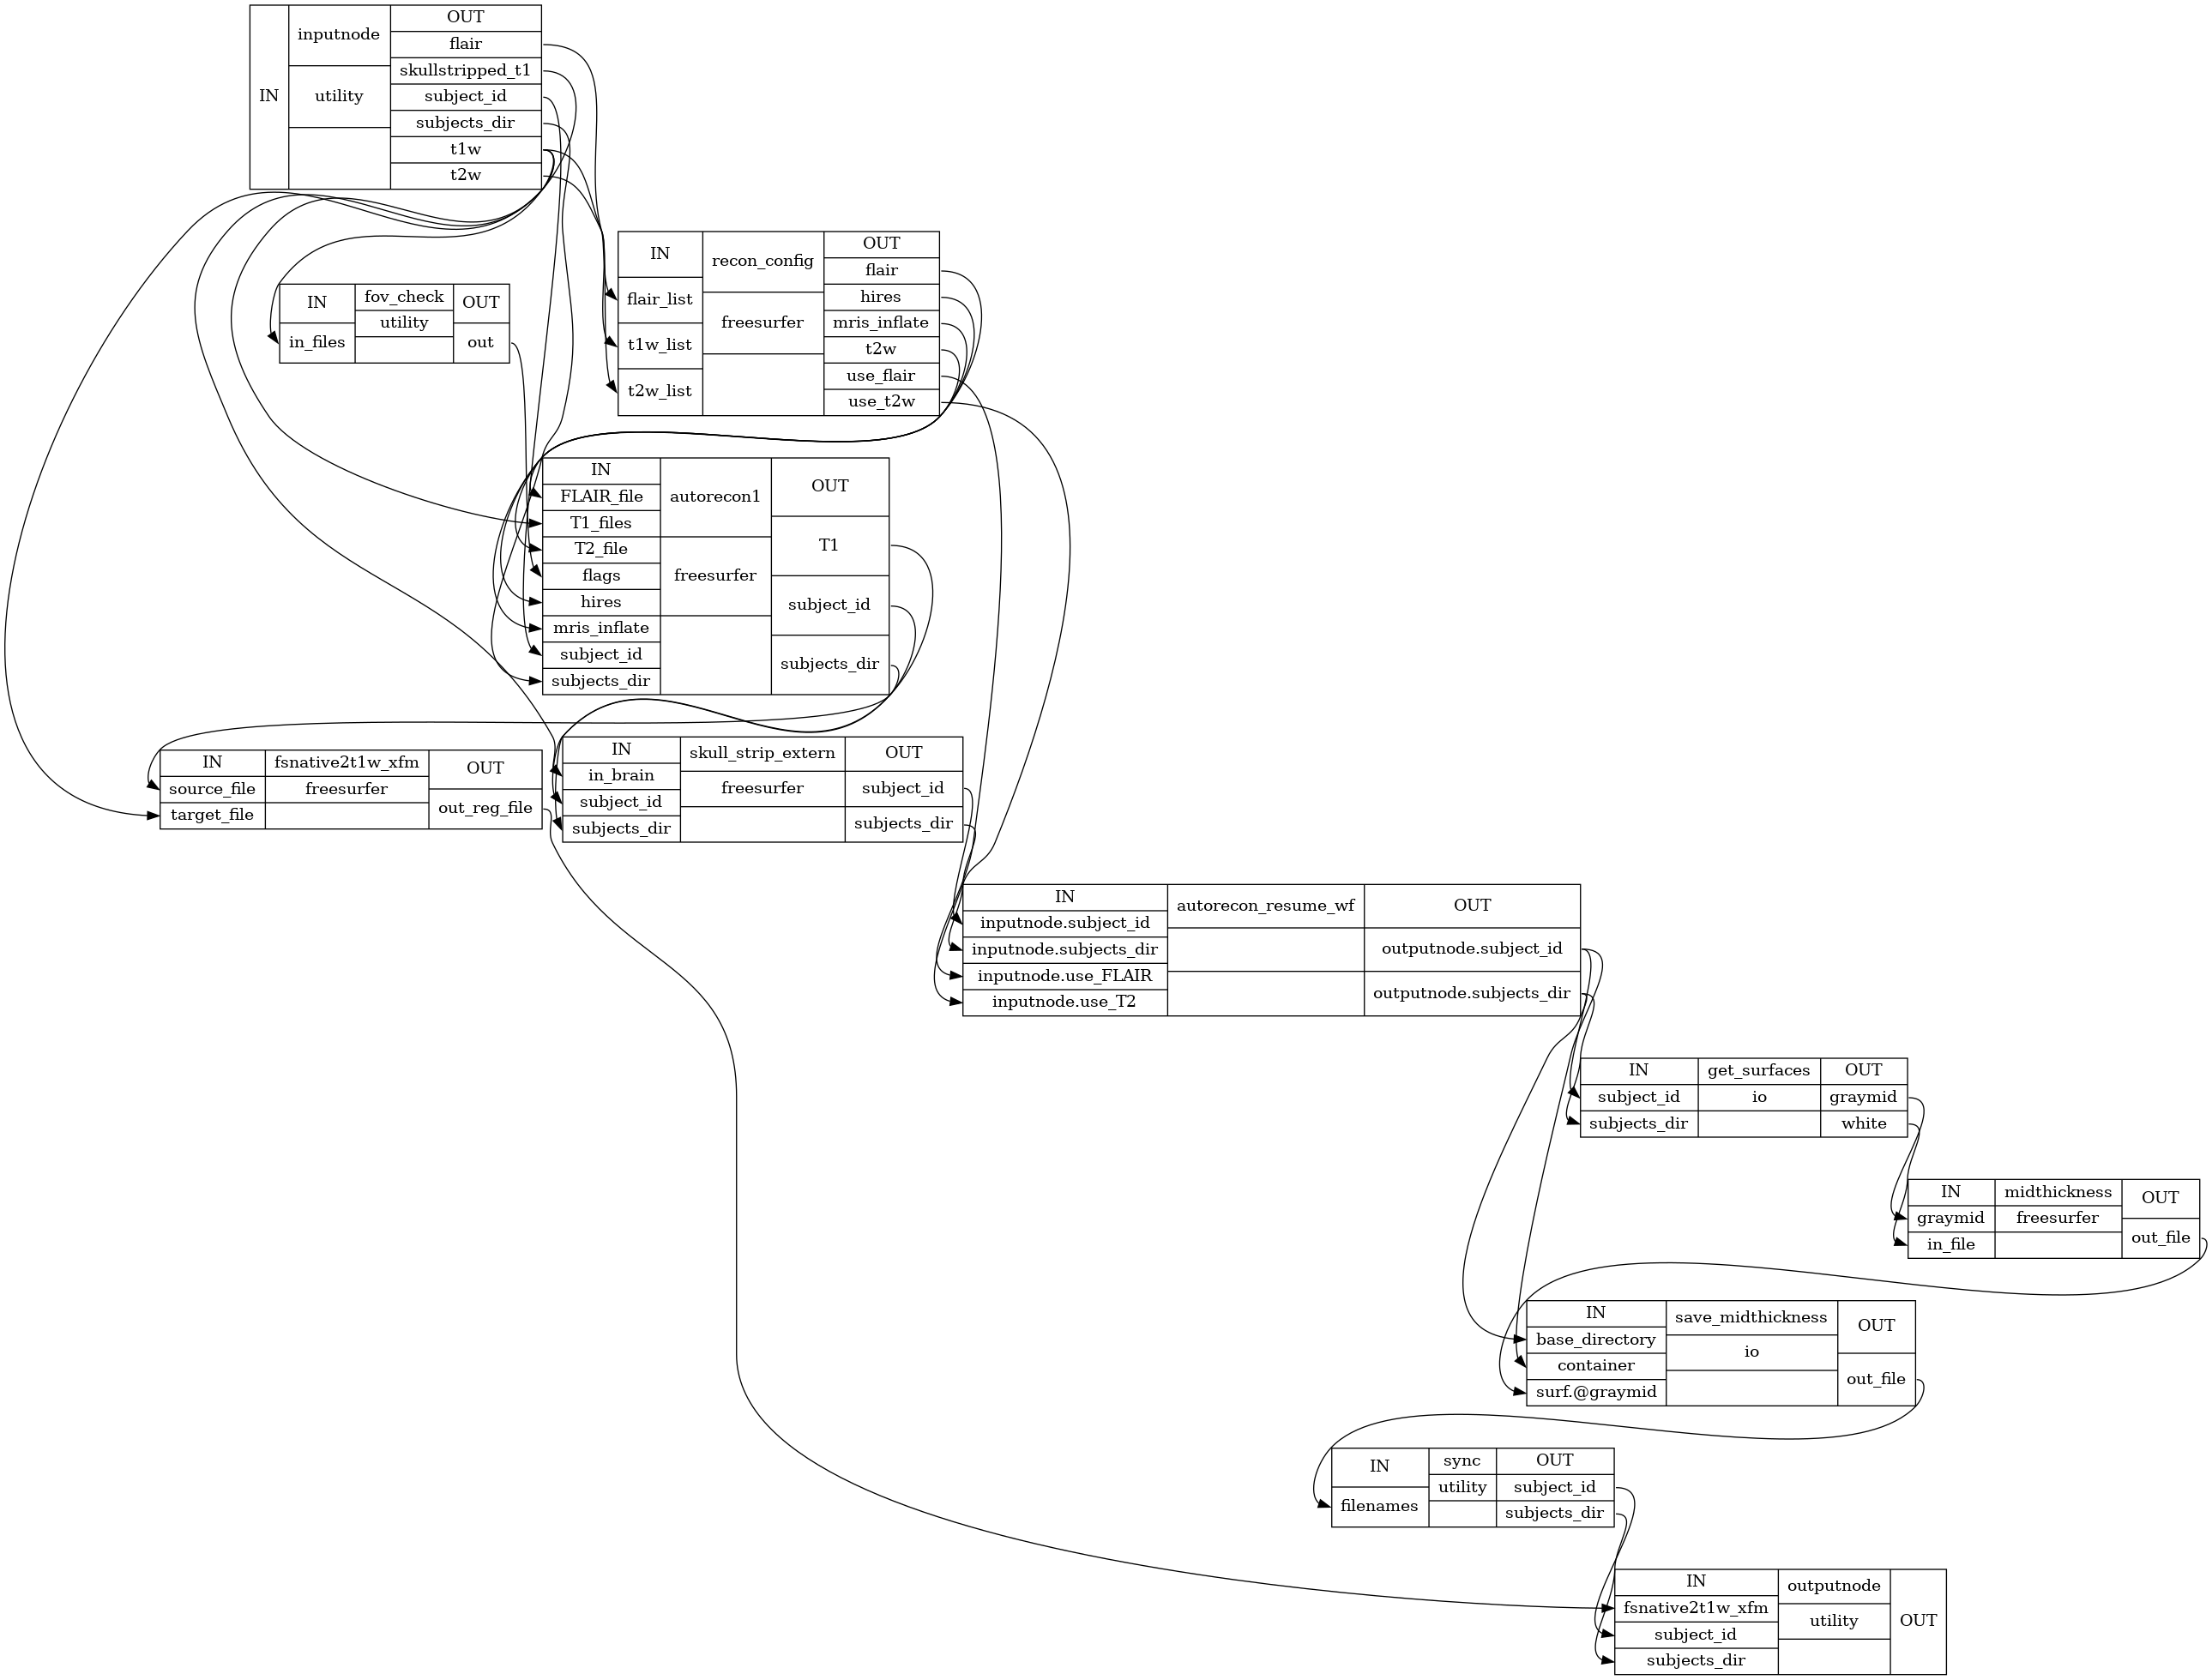 IN
inputnode
utility
OUT
flair
skullstripped_t1
subject_id
subjects_dir
t1w
t2w
IN
flair_list
t1w_list
t2w_list
recon_config
freesurfer
OUT
flair
hires
mris_inflate
t2w
use_flair
use_t2w
IN
in_files
fov_check
utility
OUT
out
IN
FLAIR_file
T1_files
T2_file
flags
hires
mris_inflate
subject_id
subjects_dir
autorecon1
freesurfer
OUT
T1
subject_id
subjects_dir
IN
source_file
target_file
fsnative2t1w_xfm
freesurfer
OUT
out_reg_file
IN
in_brain
subject_id
subjects_dir
skull_strip_extern
freesurfer
OUT
subject_id
subjects_dir
IN
inputnode.subject_id
inputnode.subjects_dir
inputnode.use_FLAIR
inputnode.use_T2
autorecon_resume_wf
OUT
outputnode.subject_id
outputnode.subjects_dir
IN
subject_id
subjects_dir
get_surfaces
io
OUT
graymid
white
IN
graymid
in_file
midthickness
freesurfer
OUT
out_file
IN
base_directory
container
surf.@graymid
save_midthickness
io
OUT
out_file
IN
filenames
sync
utility
OUT
subject_id
subjects_dir
IN
fsnative2t1w_xfm
subject_id
subjects_dir
outputnode
utility
OUT